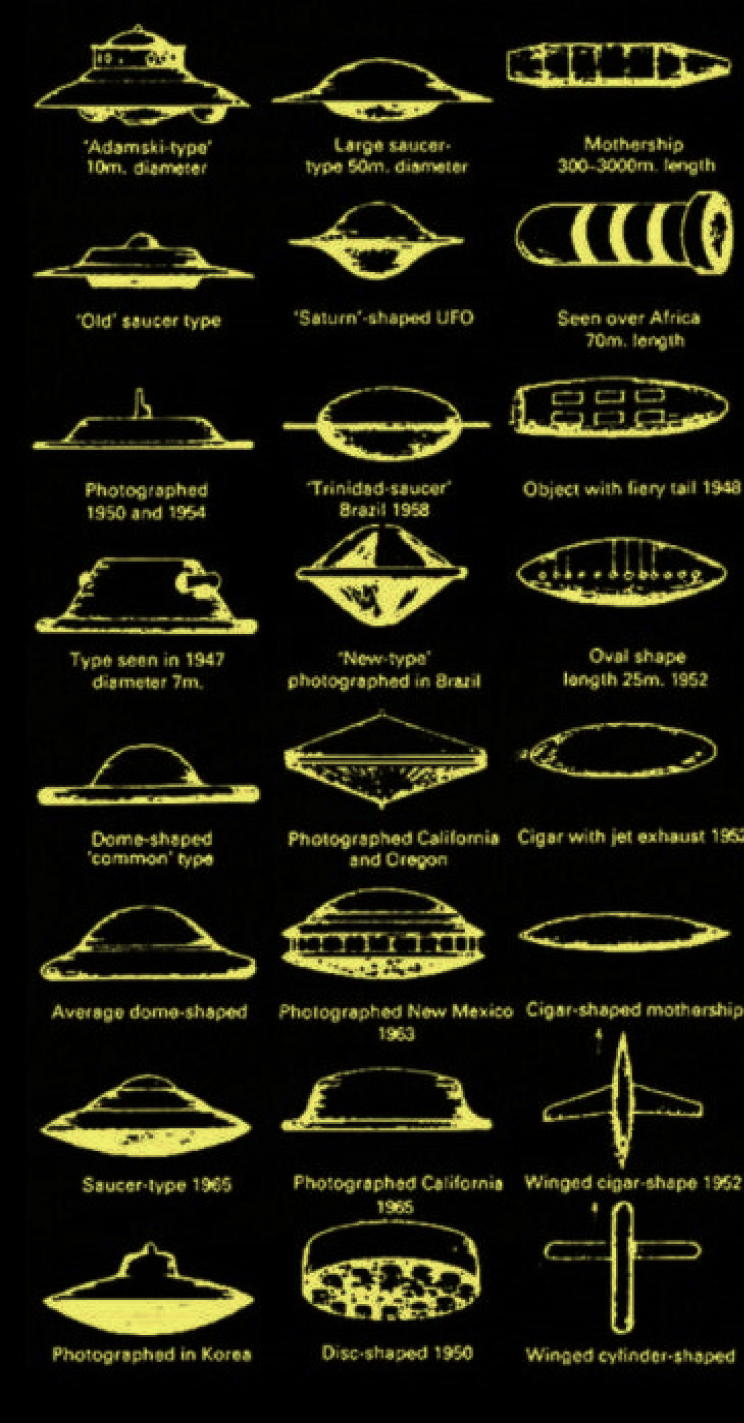 'Adamski-type'
10m. diameter
Large saucer-
type 50m. diameter
Mothership
300-3000m. length
'Old' saucer type
'Saturn'-shaped UFO
Seen over Africa
70m. length
Photographed
1950 and 1954
'Trinidad-saucer'
Brazil 1958
Object with fiery tail 1948
Type seen in 1947
diameter 7m.
'New-type'
photographed in Brazil
Oval shape
length 25m. 1952
Dome-shaped
'common' type
Photographed California
and Oregon
Cigar with jet exhaust 1952
Average dome-shaped
Photographed New Mexico
1963
Cigar-shaped mothership
Saucer-type 1965
Photographed California
1965
Winged cigar-shape 1952
Photographed in Korea
Disc-shaped 1950
Winged cylinder-shaped